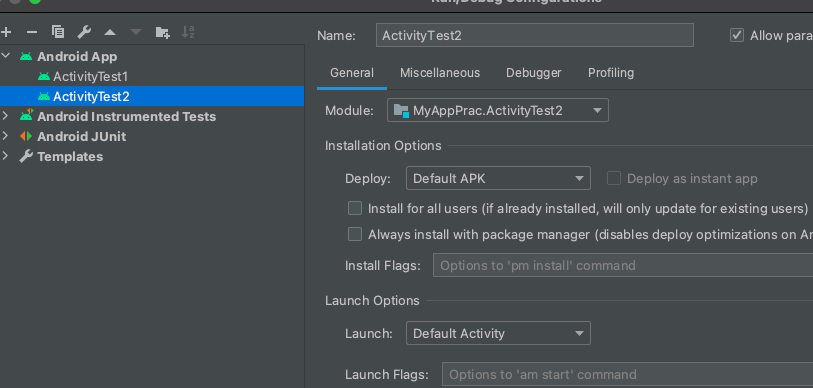 Run/Debug Configurations
Name: ActivityTest2 Allow para
Android App
ActivityTest1
ActivityTest2
Android Instrumented Tests
Android JUnit
Templates
General Miscellaneous Debugger Profiling
Module: MyAppPrac.ActivityTest2
Installation Options
Deploy: Default APK Deploy as instant app
Install for all users (if already installed, will only update for existing users)
Always install with package manager (disables deploy optimizations on An
Install Flags: Options to 'pm install' command
Launch Options
Launch: Default Activity
Launch Flags: Options to 'am start' command